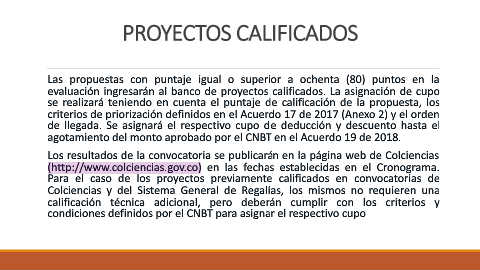 PROYECTOS CALIFICADOS
Las propuestas con puntaje igual o superior a ochenta (80) puntos en la
evaluación ingresarán al banco de proyectos calificados. La asignación de cupo
se realizará teniendo en cuenta el puntaje de calificación de la propuesta, los
criterios de priorización definidos en el Acuerdo 17 de 2017 (Anexo 2) y el orden
de llegada. Se asignará el respectivo cupo de deducción y descuento hasta el
agotamiento del monto aprobado por el CNBT en el Acuerdo 19 de 2018.
Los resultados de la convocatoria se publicarán en la página web de Colciencias
(http://www.colciencias.gov.co) en las fechas establecidas en el Cronograma.
Para el caso de los proyectos previamente calificados en convocatorias de
Colciencias y del Sistema General de Regalías, los mismos no requieren una
calificación técnica adicional, pero deberán cumplir con los criterios y
condiciones definidos por el CNBT para asignar el respectivo cupo